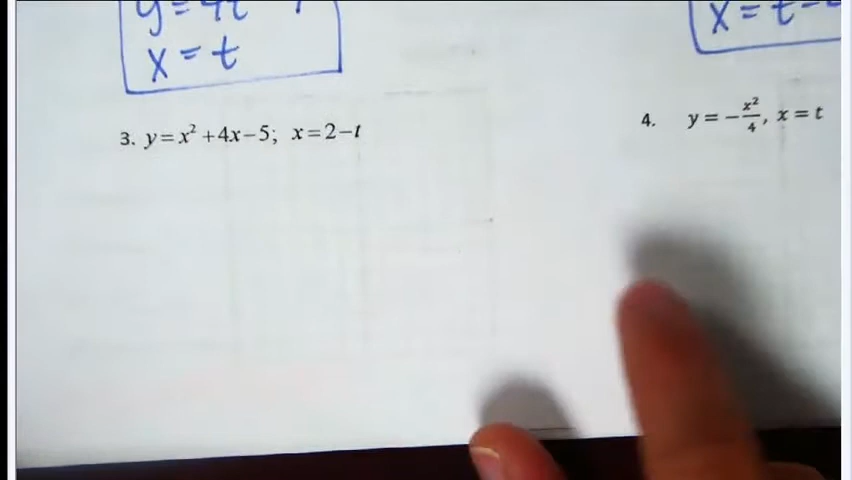 x = t
3. y = x² + 4x − 5; x = 2 − t
4. y = −x²/4, x = t